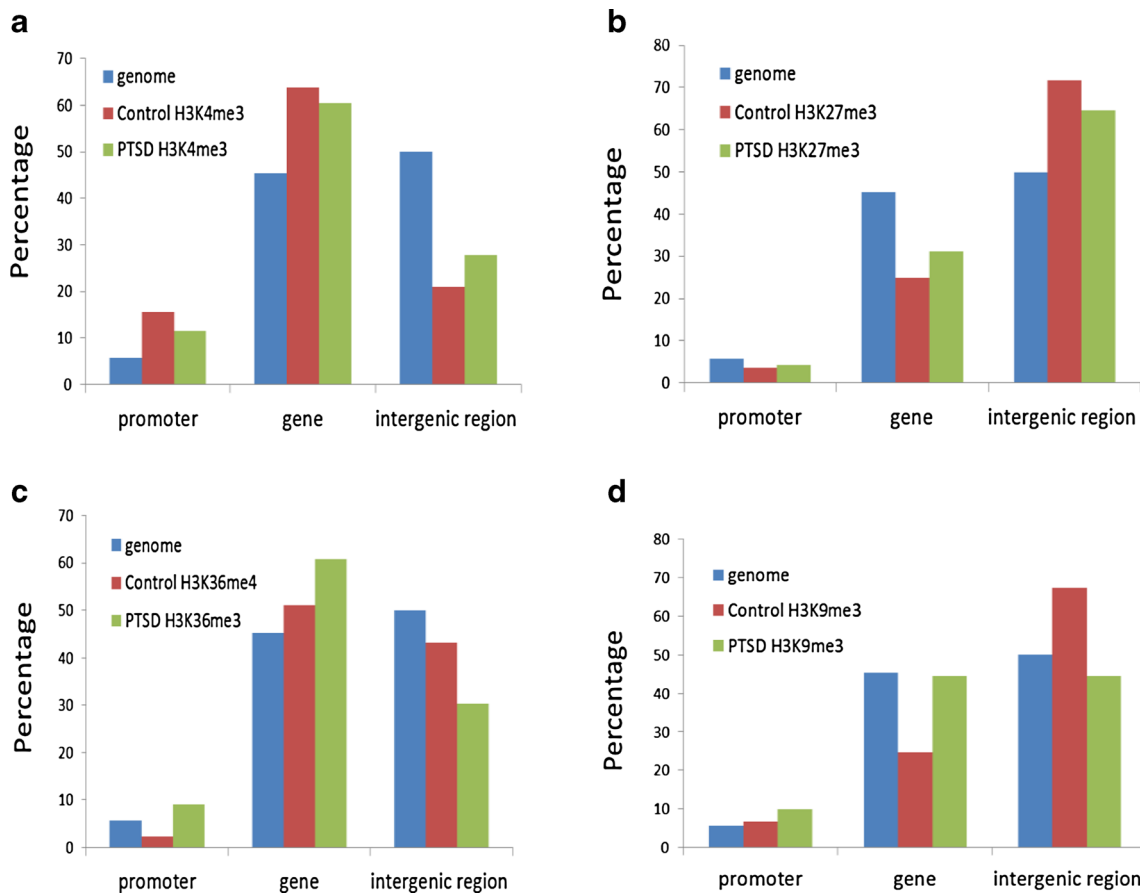 a
Percentage
70
60
50
40
30
20
10
0
genome
Control H3K4me3
PTSD H3K4me3
promoter gene intergenic region
b
Percentage
80
70
60
50
40
30
20
10
0
genome
Control H3K27me3
PTSD H3K27me3
promoter gene intergenic region
c
Percentage
70
60
50
40
30
20
10
0
genome
Control H3K36me4
PTSD H3K36me3
promoter gene intergenic region
d
Percentage
80
70
60
50
40
30
20
10
0
genome
Control H3K9me3
PTSD H3K9me3
promoter gene intergenic region